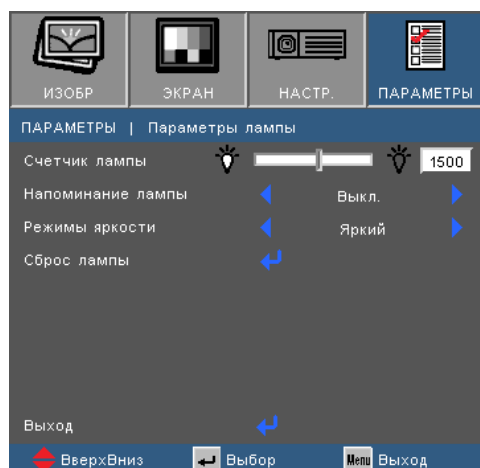 ИЗОБР ЭКРАН НАСТР. ПАРАМЕТРЫ
ПАРАМЕТРЫ | Параметры лампы
Счетчик лампы 1500
Напоминание лампы Выкл.
Режимы яркости Яркий
Сброс лампы
Выход
ВверхВниз Выбор Menu Выход